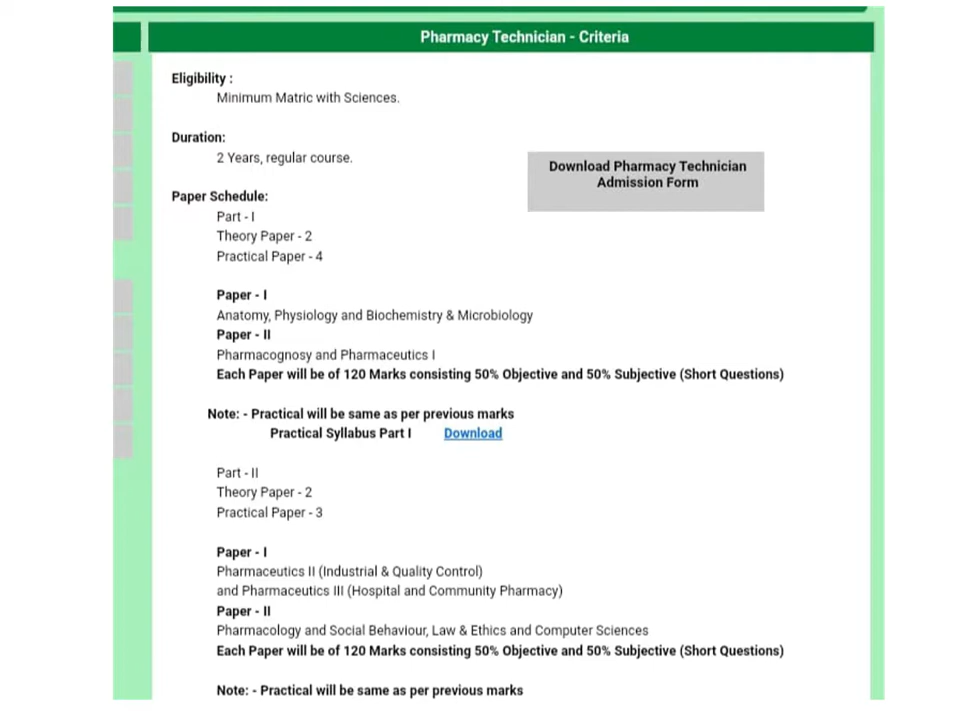 Pharmacy Technician - Criteria
Eligibility :
Minimum Matric with Sciences.
Duration:
2 Years, regular course.
Download Pharmacy Technician
Admission Form
Paper Schedule:
Part - I
Theory Paper - 2
Practical Paper - 4
Paper - I
Anatomy, Physiology and Biochemistry & Microbiology
Paper - II
Pharmacognosy and Pharmaceutics I
Each Paper will be of 120 Marks consisting 50% Objective and 50% Subjective (Short Questions)
Note: - Practical will be same as per previous marks
Practical Syllabus Part I Download
Part - II
Theory Paper - 2
Practical Paper - 3
Paper - I
Pharmaceutics II (Industrial & Quality Control)
and Pharmaceutics III (Hospital and Community Pharmacy)
Paper - II
Pharmacology and Social Behaviour, Law & Ethics and Computer Sciences
Each Paper will be of 120 Marks consisting 50% Objective and 50% Subjective (Short Questions)
Note: - Practical will be same as per previous marks